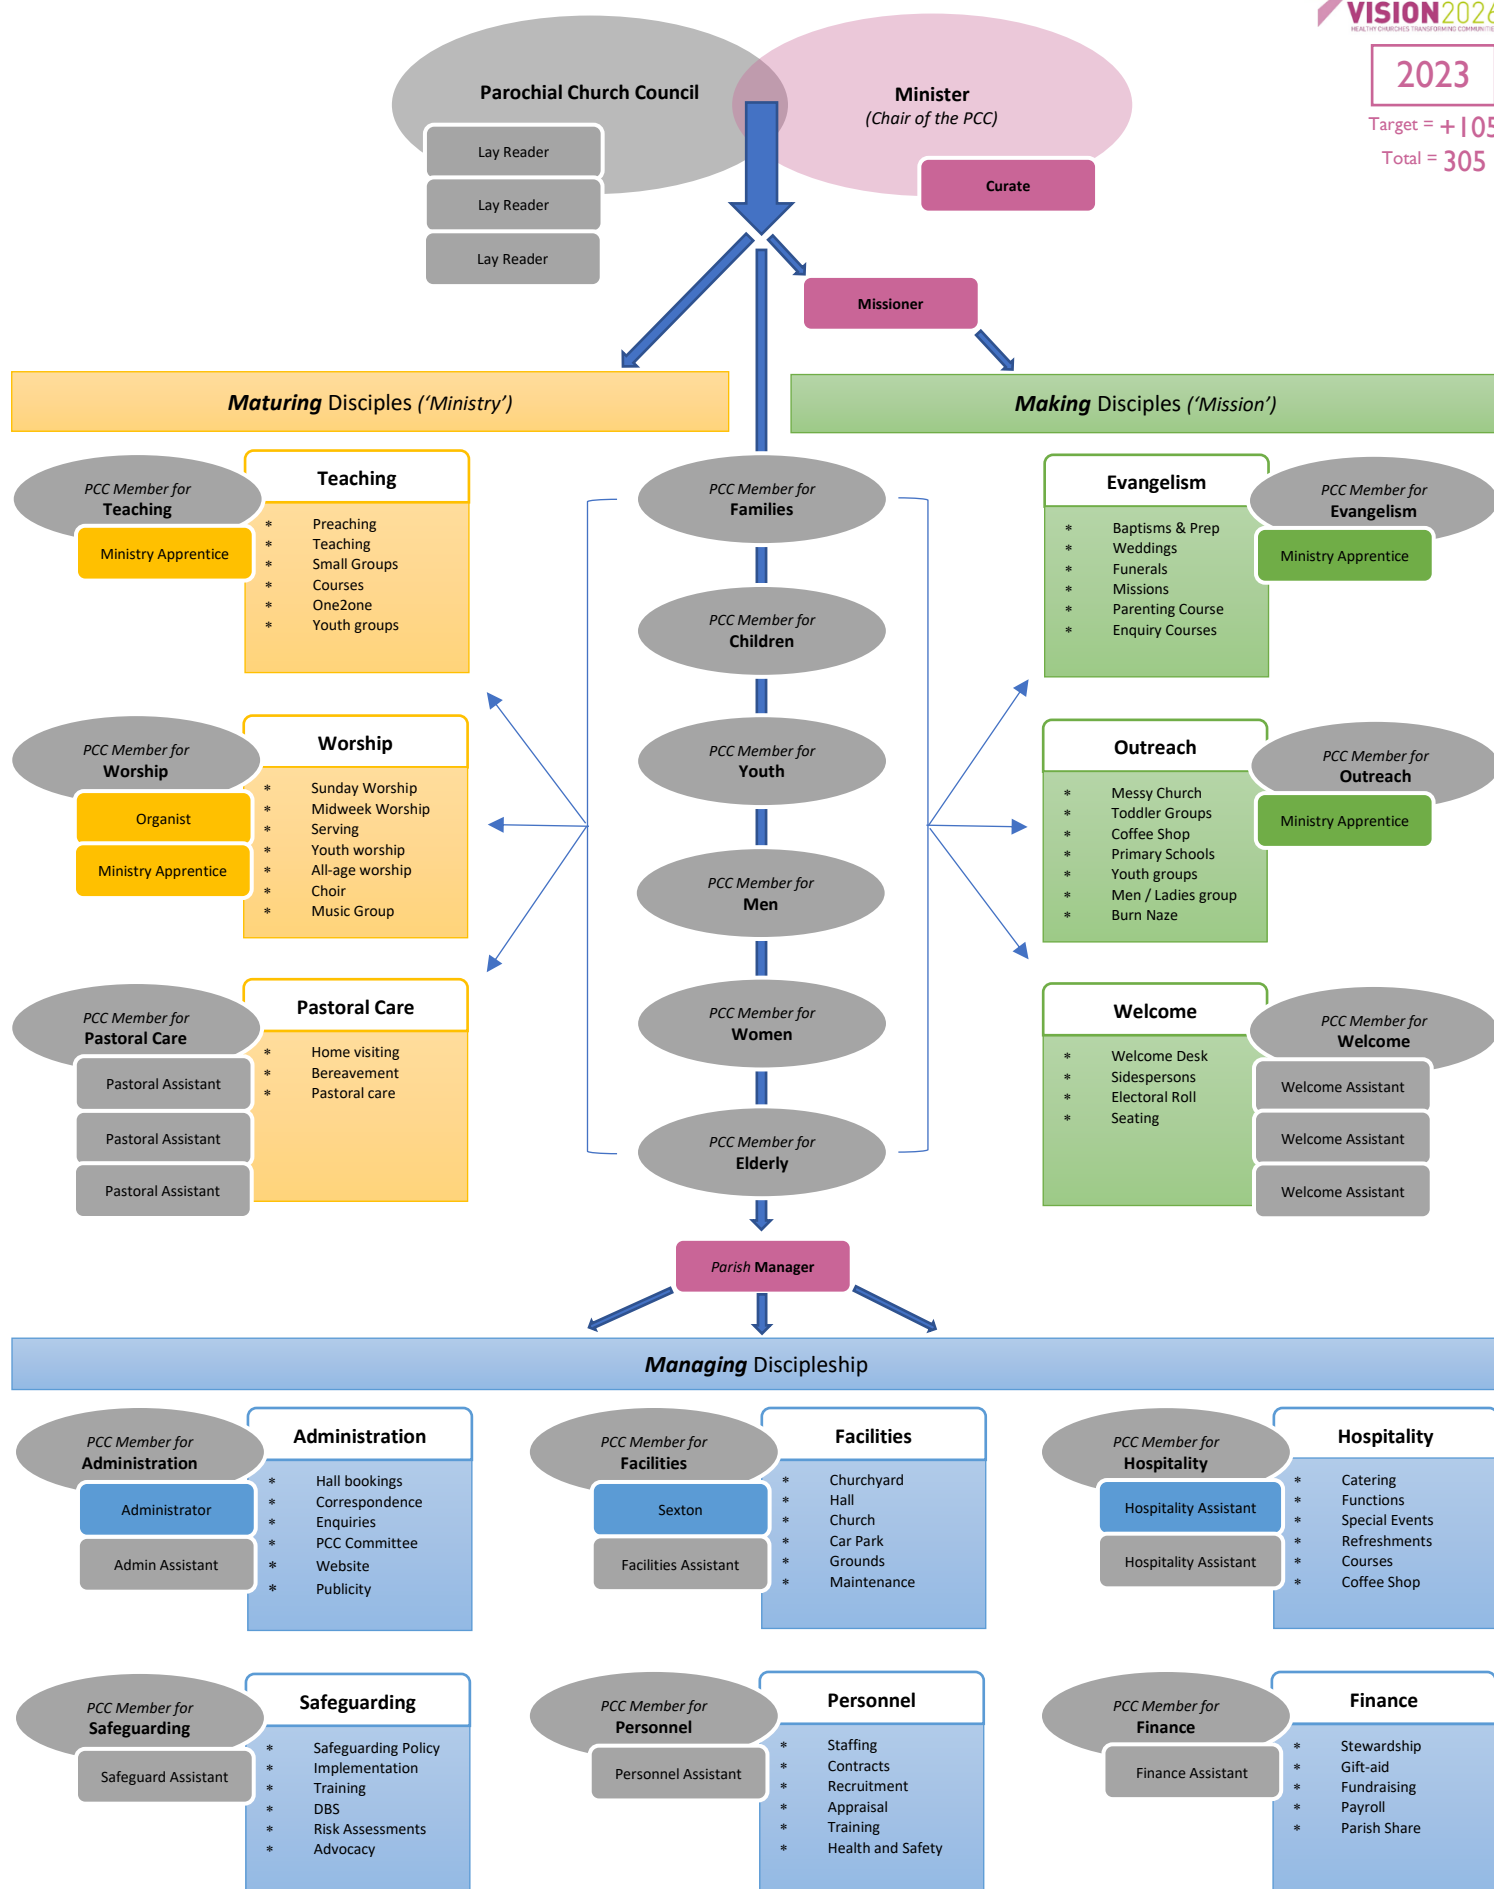 VISION2026
HEALTHY CHURCHES TRANSFORMING COMMUNITIES
2023
Target = +105
Total = 305
Parochial Church Council
Lay Reader
Lay Reader
Lay Reader
Minister
(Chair of the PCC)
Curate
Missioner
Maturing Disciples (‘Ministry’)
Making Disciples (‘Mission’)
PCC Member for
Teaching
Ministry Apprentice
Teaching
* Preaching
* Teaching
* Small Groups
* Courses
* One2one
* Youth groups
PCC Member for
Worship
Organist
Ministry Apprentice
Worship
* Sunday Worship
* Midweek Worship
* Serving
* Youth worship
* All-age worship
* Choir
* Music Group
PCC Member for
Pastoral Care
Pastoral Assistant
Pastoral Assistant
Pastoral Assistant
Pastoral Care
* Home visiting
* Bereavement
* Pastoral care
PCC Member for
Families
PCC Member for
Children
PCC Member for
Youth
PCC Member for
Men
PCC Member for
Women
PCC Member for
Elderly
Evangelism
* Baptisms & Prep
* Weddings
* Funerals
* Missions
* Parenting Course
* Enquiry Courses
PCC Member for
Evangelism
Ministry Apprentice
Outreach
* Messy Church
* Toddler Groups
* Coffee Shop
* Primary Schools
* Youth groups
* Men / Ladies group
* Burn Naze
PCC Member for
Outreach
Ministry Apprentice
Welcome
* Welcome Desk
* Sidespersons
* Electoral Roll
* Seating
PCC Member for
Welcome
Welcome Assistant
Welcome Assistant
Welcome Assistant
Parish Manager
Managing Discipleship
PCC Member for
Administration
Administrator
Admin Assistant
Administration
* Hall bookings
* Correspondence
* Enquiries
* PCC Committee
* Website
* Publicity
PCC Member for
Facilities
Sexton
Facilities Assistant
Facilities
* Churchyard
* Hall
* Church
* Car Park
* Grounds
* Maintenance
PCC Member for
Hospitality
Hospitality Assistant
Hospitality Assistant
Hospitality
* Catering
* Functions
* Special Events
* Refreshments
* Courses
* Coffee Shop
PCC Member for
Safeguarding
Safeguard Assistant
Safeguarding
* Safeguarding Policy
* Implementation
* Training
* DBS
* Risk Assessments
* Advocacy
PCC Member for
Personnel
Personnel Assistant
Personnel
* Staffing
* Contracts
* Recruitment
* Appraisal
* Training
* Health and Safety
PCC Member for
Finance
Finance Assistant
Finance
* Stewardship
* Gift-aid
* Fundraising
* Payroll
* Parish Share